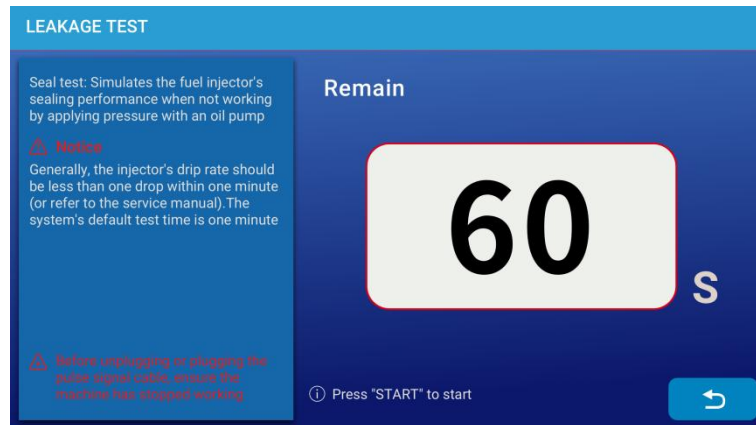 LEAKAGE TEST
Seal test: Simulates the fuel injector's
sealing performance when not working
by applying pressure with an oil pump
Notice
Generally, the injector's drip rate should
be less than one drop within one minute
(or refer to the service manual).The
system's default test time is one minute
Before unplugging or plugging the
pulse signal cable, ensure the
machine has stopped working
Remain
60
S
Press "START" to start